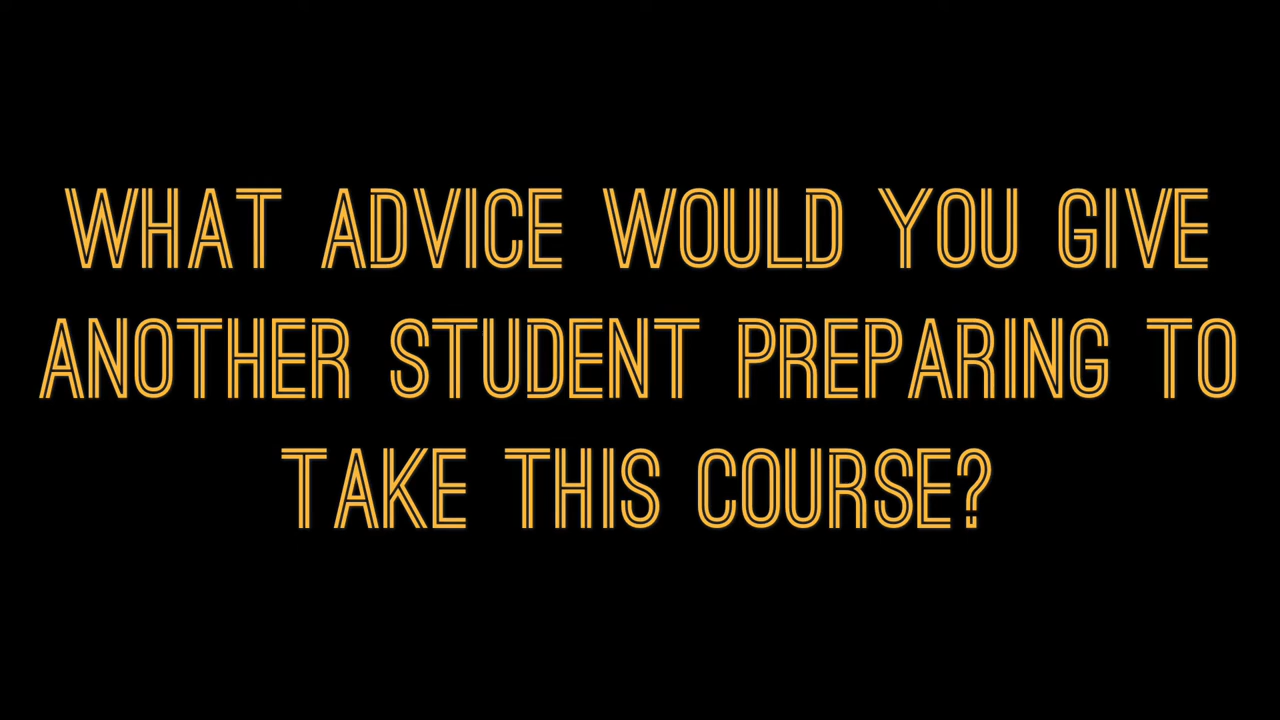 WHAT ADVICE WOULD YOU GIVE
ANOTHER STUDENT PREPARING TO
TAKE THIS COURSE?